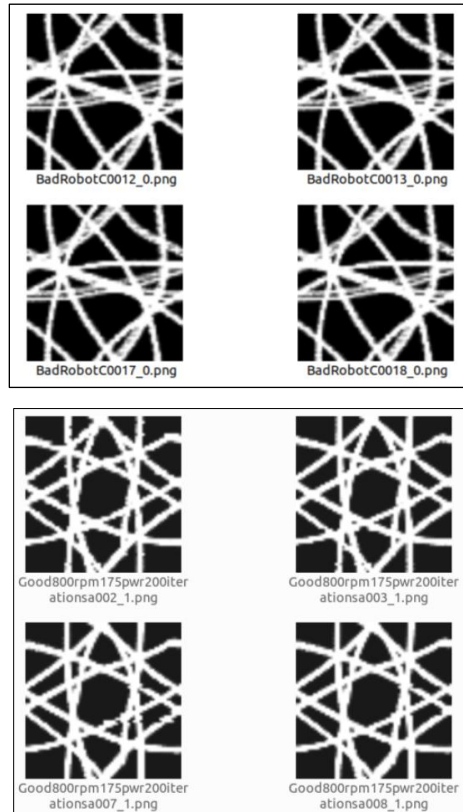 BadRobotC0012_0.png
BadRobotC0013_0.png
BadRobotC0017_0.png
BadRobotC0018_0.png
Good800rpm175pwr200iter
ationsa002_1.png
Good800rpm175pwr200iter
ationsa003_1.png
Good800rpm175pwr200iter
ationsa007_1.png
Good800rpm175pwr200iter
ationsa008_1.png